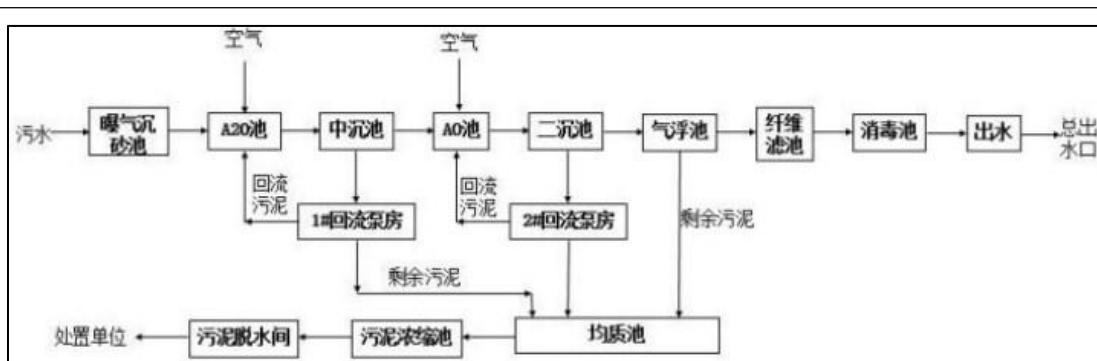 空气
空气
污水
曝气沉
砂池
A2O池
中沉池
AO池
二沉池
气浮池
纤维
滤池
消毒池
出水
总出
水口
回流
污泥
1#回流泵房
回流
污泥
2#回流泵房
剩余污泥
剩余污泥
处置单位
污泥脱水间
污泥浓缩池
均质池